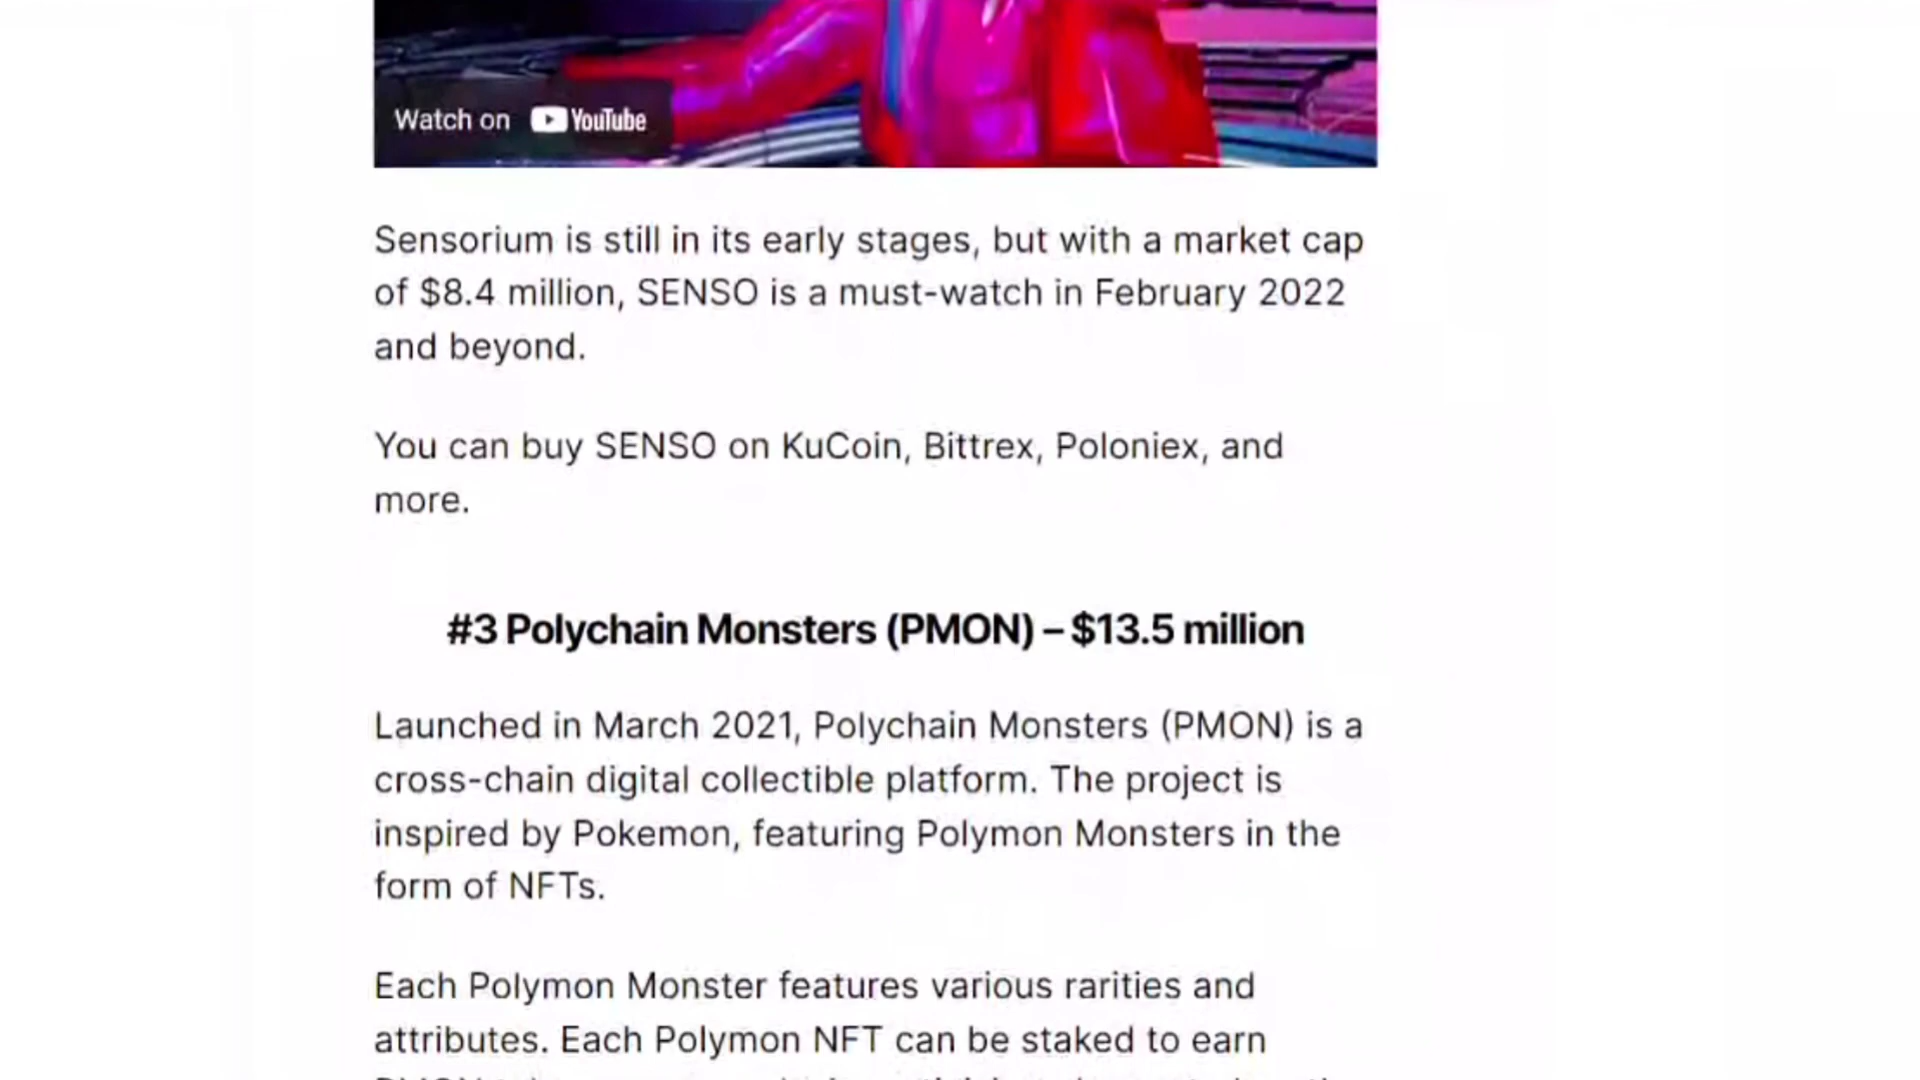 Watch on YouTube
Sensorium is still in its early stages, but with a market cap
of $8.4 million, SENSO is a must-watch in February 2022
and beyond.
You can buy SENSO on KuCoin, Bittrex, Poloniex, and
more.
#3 Polychain Monsters (PMON) – $13.5 million
Launched in March 2021, Polychain Monsters (PMON) is a
cross-chain digital collectible platform. The project is
inspired by Pokemon, featuring Polymon Monsters in the
form of NFTs.
Each Polymon Monster features various rarities and
attributes. Each Polymon NFT can be staked to earn